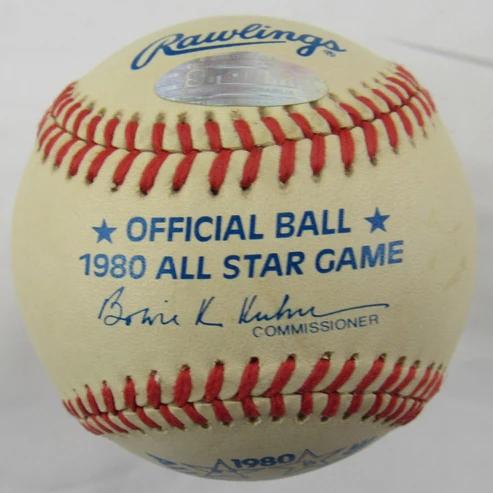 Rawlings®
★ OFFICIAL BALL ★
1980 ALL STAR GAME
Bowie K Kuhn
COMMISSIONER
1980